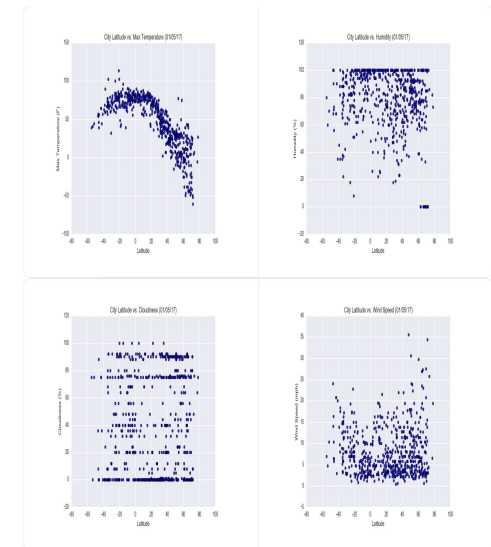 City Latitude vs. Max Temperature (01/05/17)
150
100
50
0
-50
-100
Max Temperature (F)
-80 -60 -40 -20 0 20 40 60 80 100
Latitude
City Latitude vs. Humidity (01/05/17)
120
100
80
60
40
20
0
-20
Humidity (%)
-80 -60 -40 -20 0 20 40 60 80 100
Latitude
City Latitude vs. Cloudiness (01/05/17)
120
100
80
60
40
20
0
-20
Cloudiness (%)
-80 -60 -40 -20 0 20 40 60 80 100
Latitude
City Latitude vs. Wind Speed (01/05/17)
40
35
30
25
20
15
10
5
0
-5
Wind Speed (mph)
-80 -60 -40 -20 0 20 40 60 80 100
Latitude